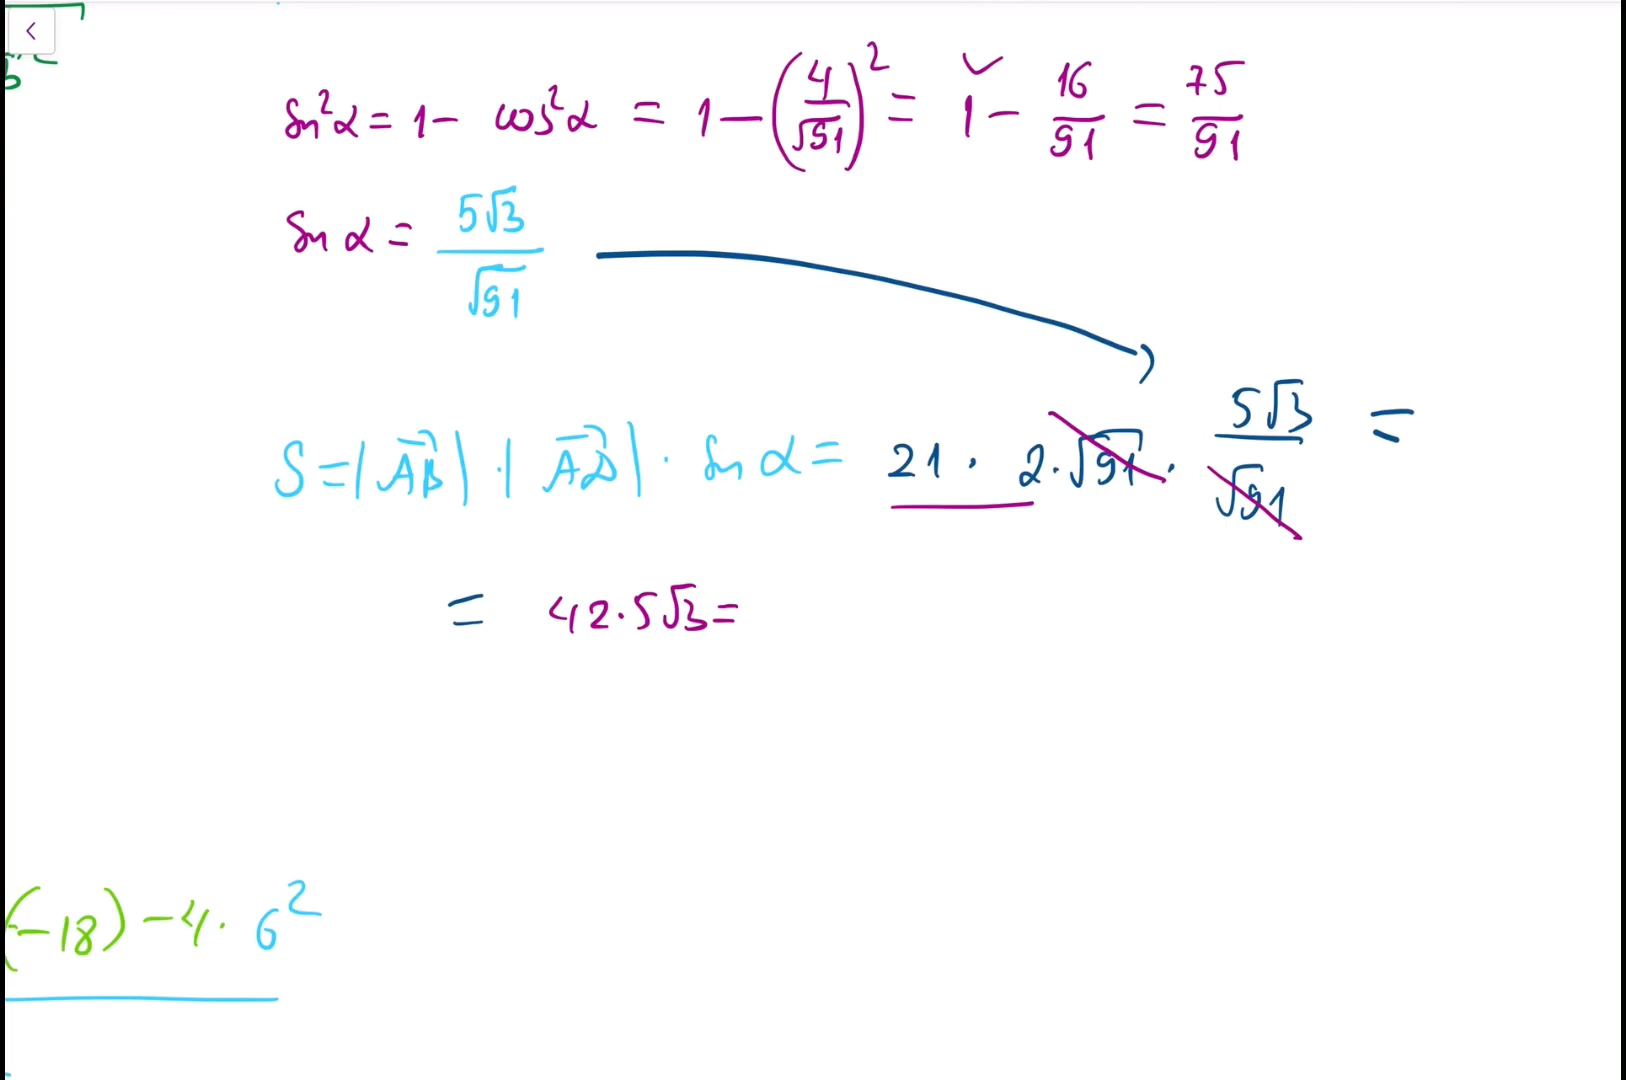 sin²α = 1 - cos²α = 1 - (4/√91)² = 1 - 16/91 = 75/91
sin α = 5√3/√91
S = |AB| · |AD| · sin α = 21 · 2 · √91 · 5√3/√91 =
= 42 · 5√3 =
(-18) - 4 · 6²